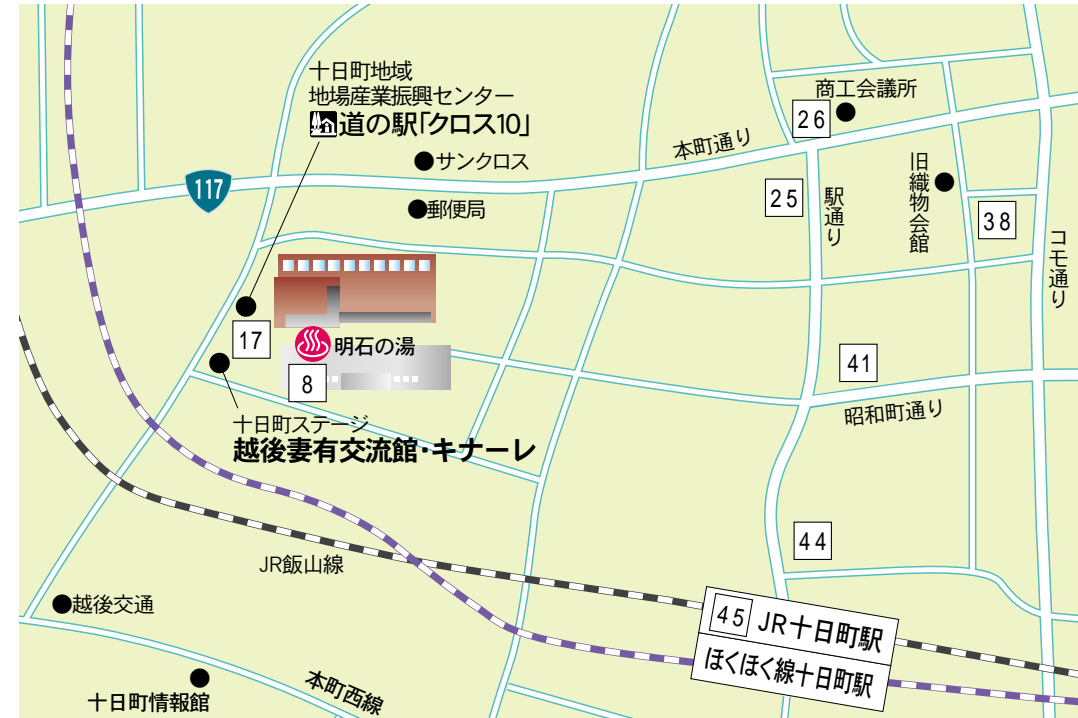 十日町地域
地場産業振興センター
道の駅「クロス10」
商工会議所
26
本町通り
サンクロス
117
郵便局
25
駅通り
旧織物会館
38
コモ通り
17
明石の湯
8
41
昭和町通り
十日町ステージ
越後妻有交流館・キナーレ
44
JR飯山線
越後交通
45 JR十日町駅
ほくほく線十日町駅
十日町情報館
本町西線